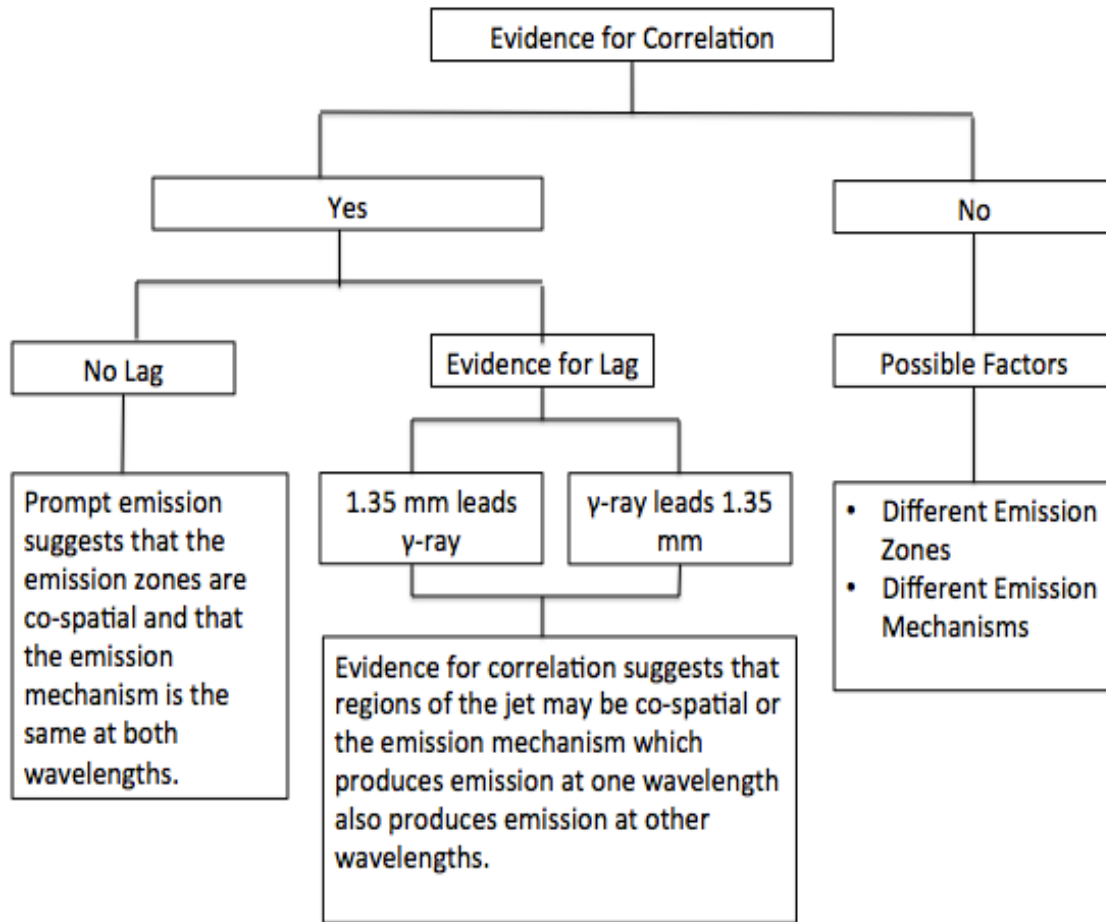 Evidence for Correlation
Yes
No
No Lag
Evidence for Lag
Possible Factors
Prompt emission
suggests that the
emission zones are
co-spatial and that
the emission
mechanism is the
same at both
wavelengths.
1.35 mm leads
γ-ray
γ-ray leads 1.35
mm
• Different Emission
Zones
• Different Emission
Mechanisms
Evidence for correlation suggests that
regions of the jet may be co-spatial or
the emission mechanism which
produces emission at one wavelength
also produces emission at other
wavelengths.